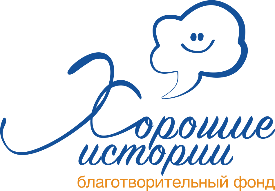 Хорошие
истории
благотворительный фонд